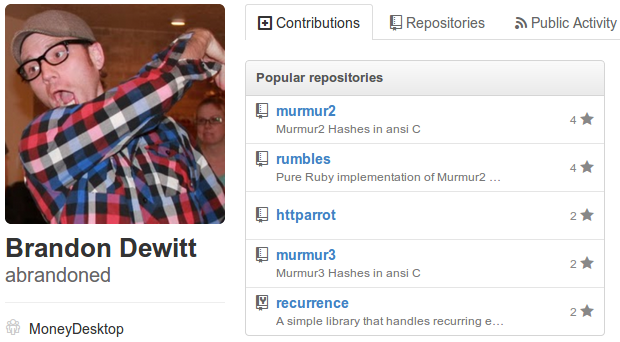 Contributions
Repositories
Public Activity
Popular repositories
murmur2
Murmur2 Hashes in ansi C
4
rumbles
Pure Ruby implementation of Murmur2 …
4
httparrot
2
murmur3
Murmur3 Hashes in ansi C
2
recurrence
A simple library that handles recurring e…
2
Brandon Dewitt
abrandoned
MoneyDesktop